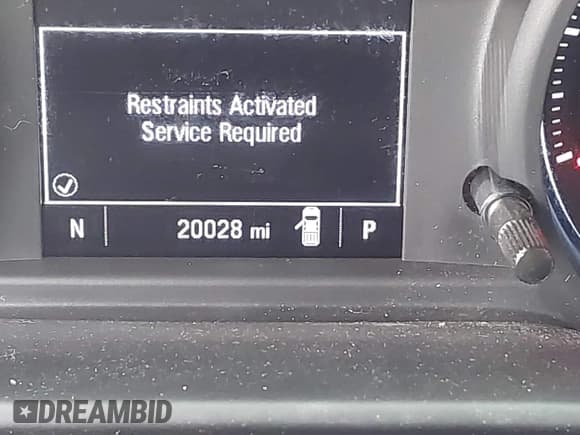 Restraints Activated
Service Required
N 20028 mi P
DREAMBID